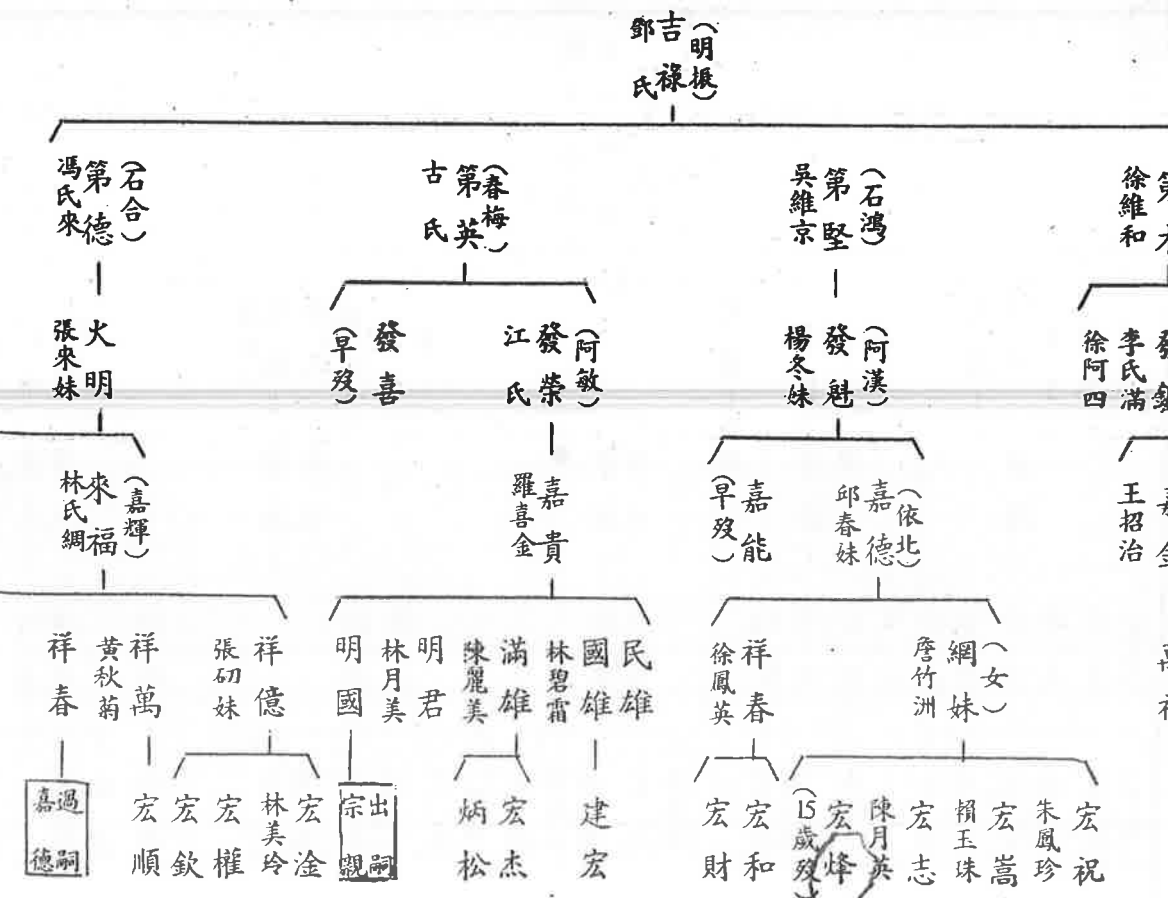 （明振）
吉祿
鄧氏
徐維和
（石鴻）
第堅
吳維京
（春梅）
第英
古氏
（石合）
第德
馮氏來
李氏滿
徐阿四
（阿漢）
發魁
楊冬妹
（阿敏）
發榮
江氏
發喜
（早歿）
火明
張來妹
王招治
（依北）
嘉德
邱春妹
嘉能
（早歿）
嘉貴
羅喜金
（嘉輝）
來福
林氏綢
（女）
網妹
詹竹洲
祥春
徐鳳英
民雄
國雄
林碧霜
滿雄
陳麗美
明君
林月美
明國
祥億
張㓛妹
祥萬
黃秋菊
祥春
宏祝
朱鳳珍
宏嵩
賴玉珠
宏志
陳月英
宏烽
（15歲歿）
宏和
宏財
建宏
宏杰
炳松
出嗣
宗親
宏淦
林美玲
宏權
宏欽
宏順
過嗣
嘉德